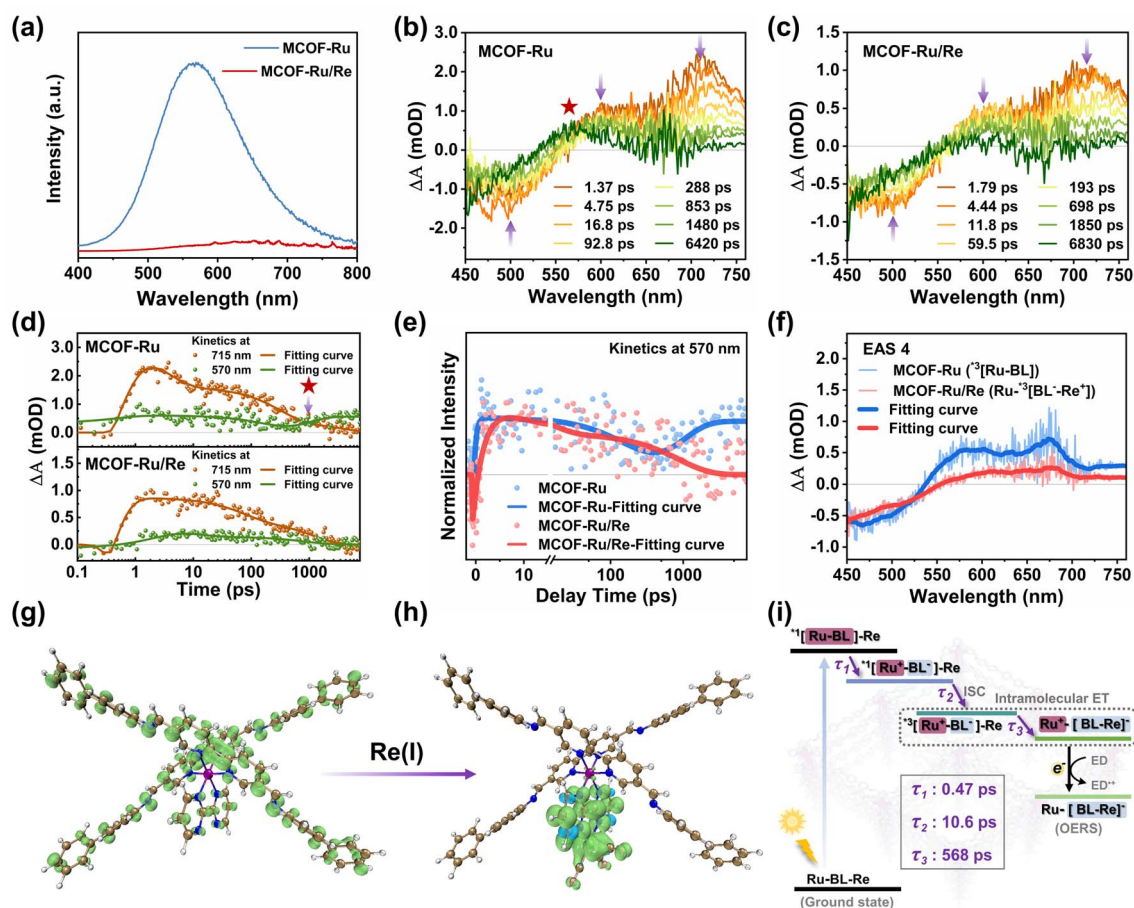 (a)
MCOF-Ru
MCOF-Ru/Re
Intensity (a.u.)
400 500 600 700 800
Wavelength (nm)
(b)
MCOF-Ru
ΔA (mOD)
3.0
2.0
1.0
0.0
-1.0
-2.0
1.37 ps 288 ps
4.75 ps 853 ps
16.8 ps 1480 ps
92.8 ps 6420 ps
450 500 550 600 650 700 750
Wavelength (nm)
(c)
MCOF-Ru/Re
ΔA (mOD)
1.5
1.0
0.5
0.0
-0.5
-1.0
-1.5
1.79 ps 193 ps
4.44 ps 698 ps
11.8 ps 1850 ps
59.5 ps 6830 ps
450 500 550 600 650 700 750
Wavelength (nm)
(d)
MCOF-Ru
Kinetics at
715 nm Fitting curve
570 nm Fitting curve
3.0
2.0
1.0
0.0
MCOF-Ru/Re
Kinetics at
715 nm Fitting curve
570 nm Fitting curve
2.0
1.0
0.0
ΔA (mOD)
0.1 1 10 100 1000
Time (ps)
(e)
Kinetics at 570 nm
Normalized Intensity
MCOF-Ru
MCOF-Ru-Fitting curve
MCOF-Ru/Re
MCOF-Ru/Re-Fitting curve
0 10 100 1000
Delay Time (ps)
(f)
EAS 4
MCOF-Ru (*3[Ru-BL])
MCOF-Ru/Re (Ru-*3[BL⁻-Re⁺])
Fitting curve
Fitting curve
ΔA (mOD)
2.0
1.5
1.0
0.5
0.0
-0.5
-1.0
450 500 550 600 650 700 750
Wavelength (nm)
(g)
Re(I)
(h)
(i)
*1[Ru-BL]-Re
τ1
*1[Ru⁺-BL⁻]-Re
τ2
ISC
Intramolecular ET
*3[Ru⁺-BL⁻]-Re
τ3
Ru⁺-[BL-Re]⁻
e⁻
ED
ED•+
Ru-[BL-Re]⁻
(OERS)
τ1 : 0.47 ps
τ2 : 10.6 ps
τ3 : 568 ps
Ru-BL-Re
(Ground state)